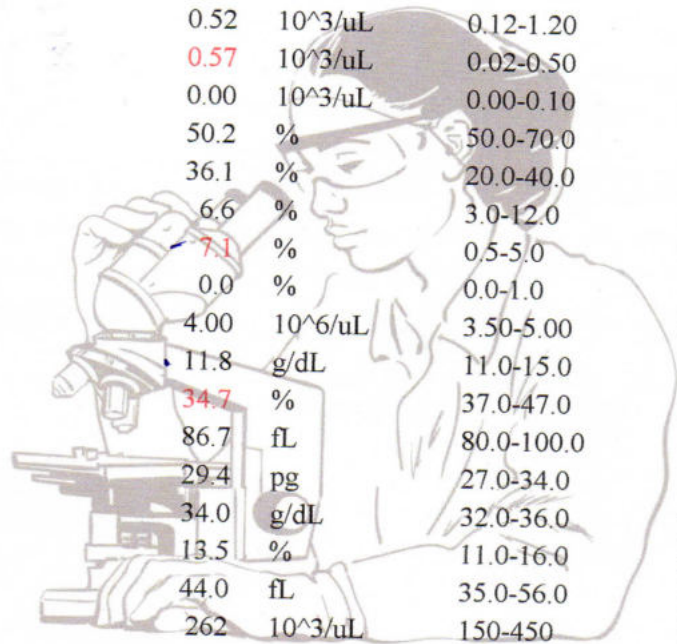 0.52 10^3/uL 0.12-1.20
0.57 10^3/uL 0.02-0.50
0.00 10^3/uL 0.00-0.10
50.2 % 50.0-70.0
36.1 % 20.0-40.0
6.6 % 3.0-12.0
7.1 % 0.5-5.0
0.0 % 0.0-1.0
4.00 10^6/uL 3.50-5.00
11.8 g/dL 11.0-15.0
34.7 % 37.0-47.0
86.7 fL 80.0-100.0
29.4 pg 27.0-34.0
34.0 g/dL 32.0-36.0
13.5 % 11.0-16.0
44.0 fL 35.0-56.0
262 10^3/uL 150-450